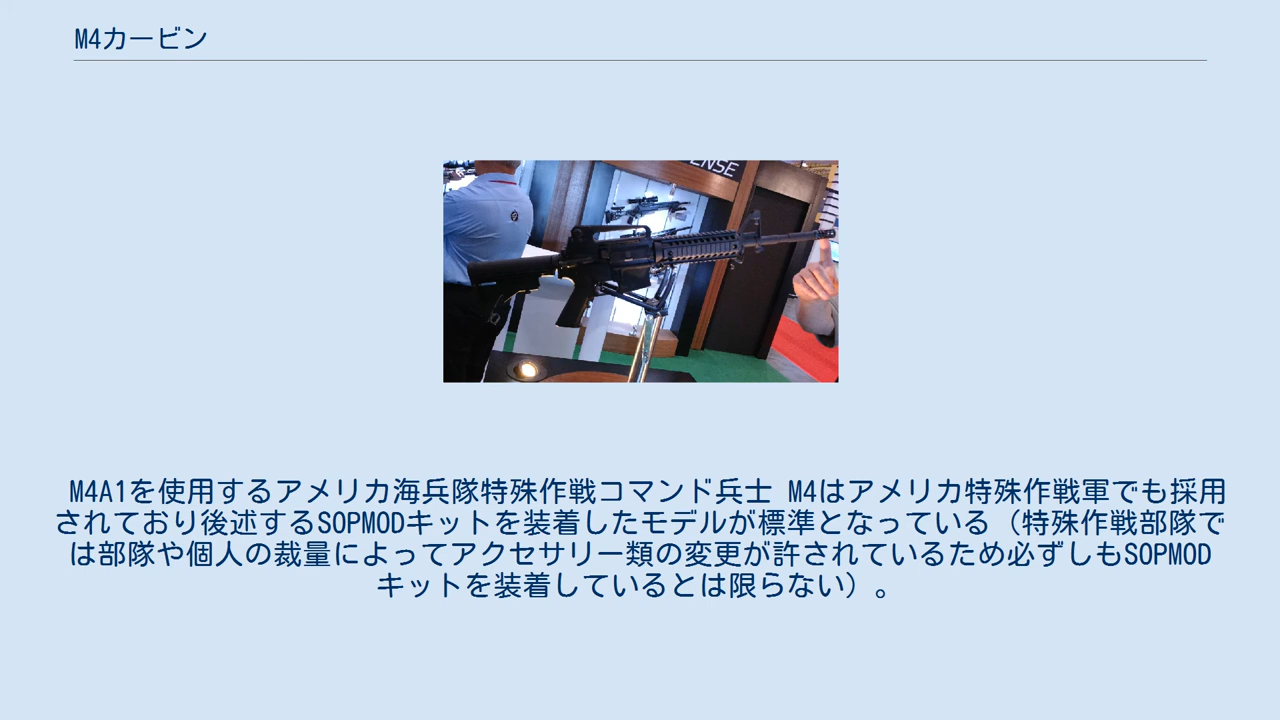 M4カービン
ENSE
M4A1を使用するアメリカ海兵隊特殊作戦コマンド兵士 M4はアメリカ特殊作戦軍でも採用
されており後述するSOPMODキットを装着したモデルが標準となっている（特殊作戦部隊で
は部隊や個人の裁量によってアクセサリー類の変更が許されているため必ずしもSOPMOD
キットを装着しているとは限らない）。